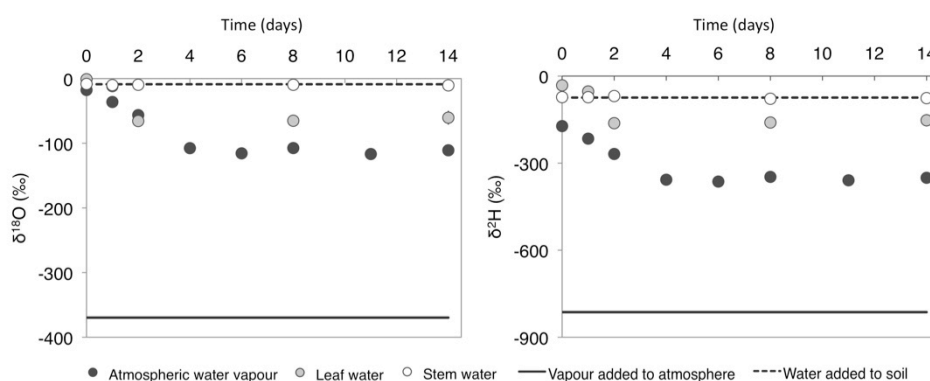 Time (days)
0 2 4 6 8 10 12 14
0
-100
-200
-300
-400
δ¹⁸O (‰)
Time (days)
0 2 4 6 8 10 12 14
0
-300
-600
-900
δ²H (‰)
Atmospheric water vapour Leaf water Stem water Vapour added to atmosphere Water added to soil